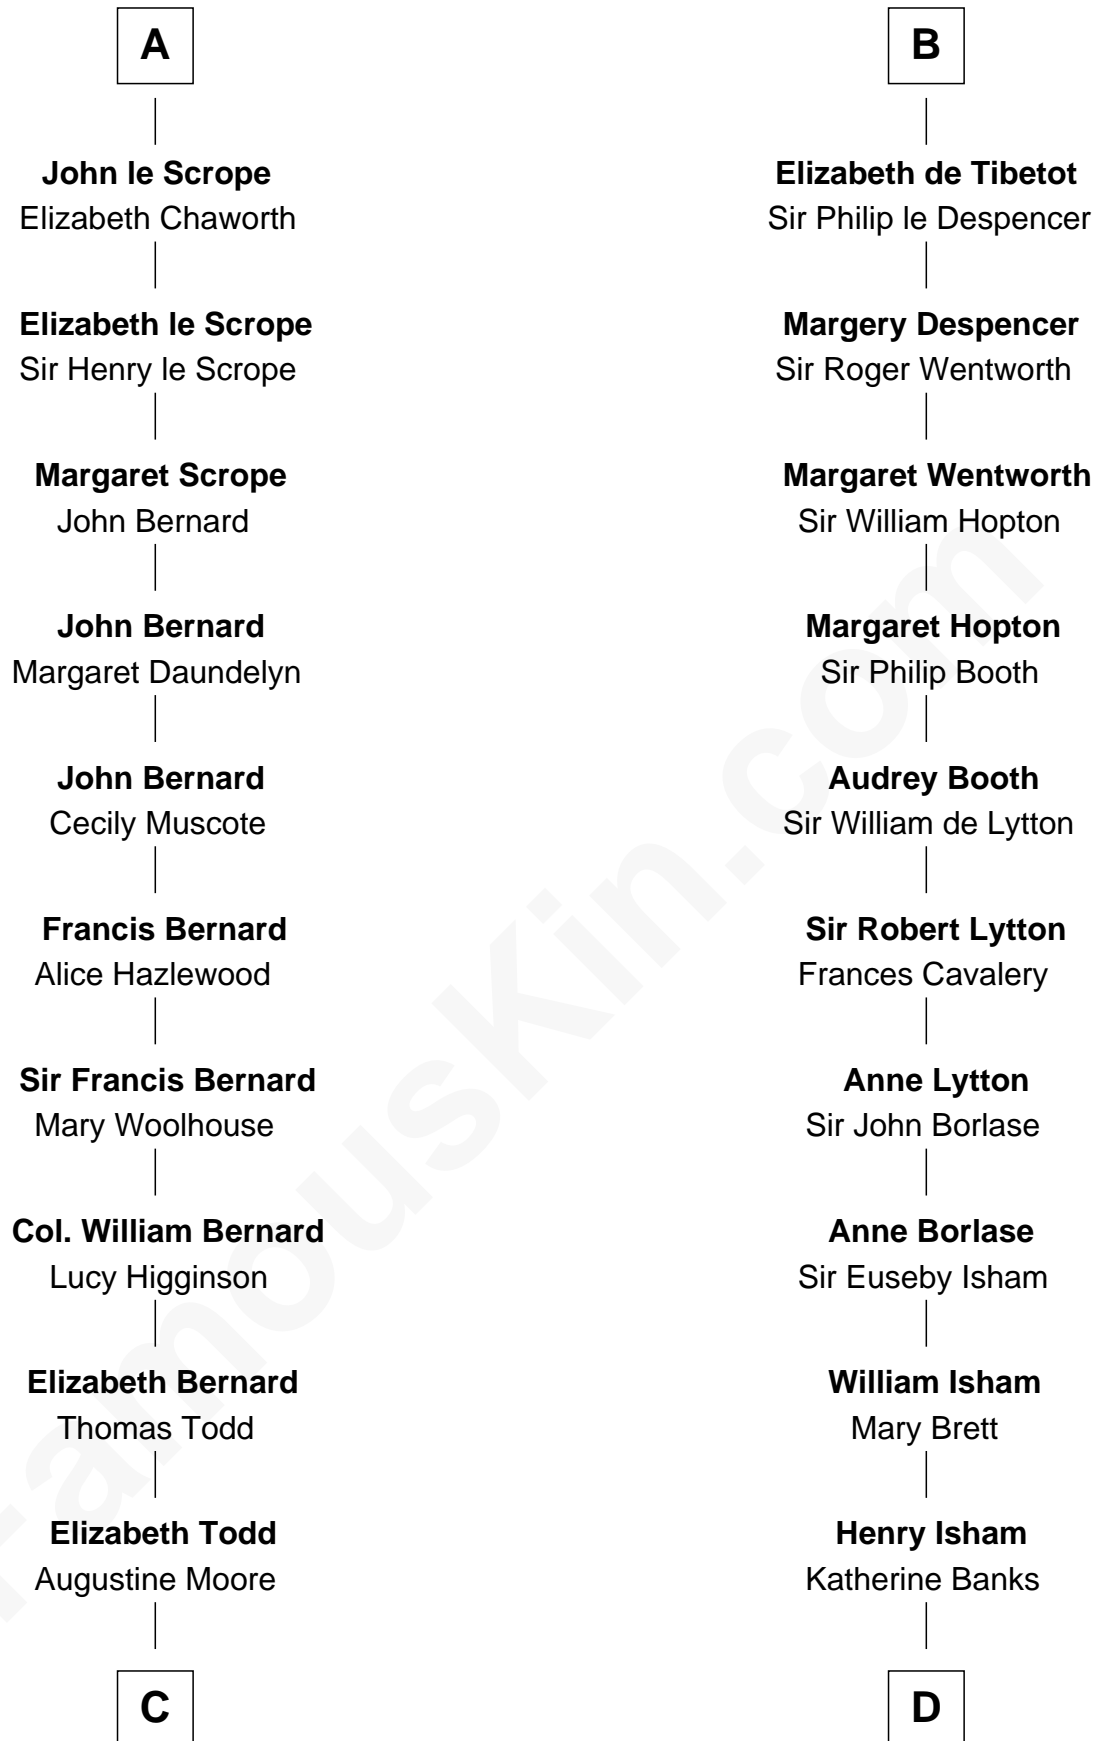 A
John le Scrope
Elizabeth Chaworth
Elizabeth le Scrope
Sir Henry le Scrope
Margaret Scrope
John Bernard
John Bernard
Margaret Daundelyn
John Bernard
Cecily Muscote
Francis Bernard
Alice Hazlewood
Sir Francis Bernard
Mary Woolhouse
Col. William Bernard
Lucy Higginson
Elizabeth Bernard
Thomas Todd
Elizabeth Todd
Augustine Moore
C
B
Elizabeth de Tibetot
Sir Philip le Despencer
Margery Despencer
Sir Roger Wentworth
Margaret Wentworth
Sir William Hopton
Margaret Hopton
Sir Philip Booth
Audrey Booth
Sir William de Lytton
Sir Robert Lytton
Frances Cavalery
Anne Lytton
Sir John Borlase
Anne Borlase
Sir Euseby Isham
William Isham
Mary Brett
Henry Isham
Katherine Banks
D
FamousKin.com